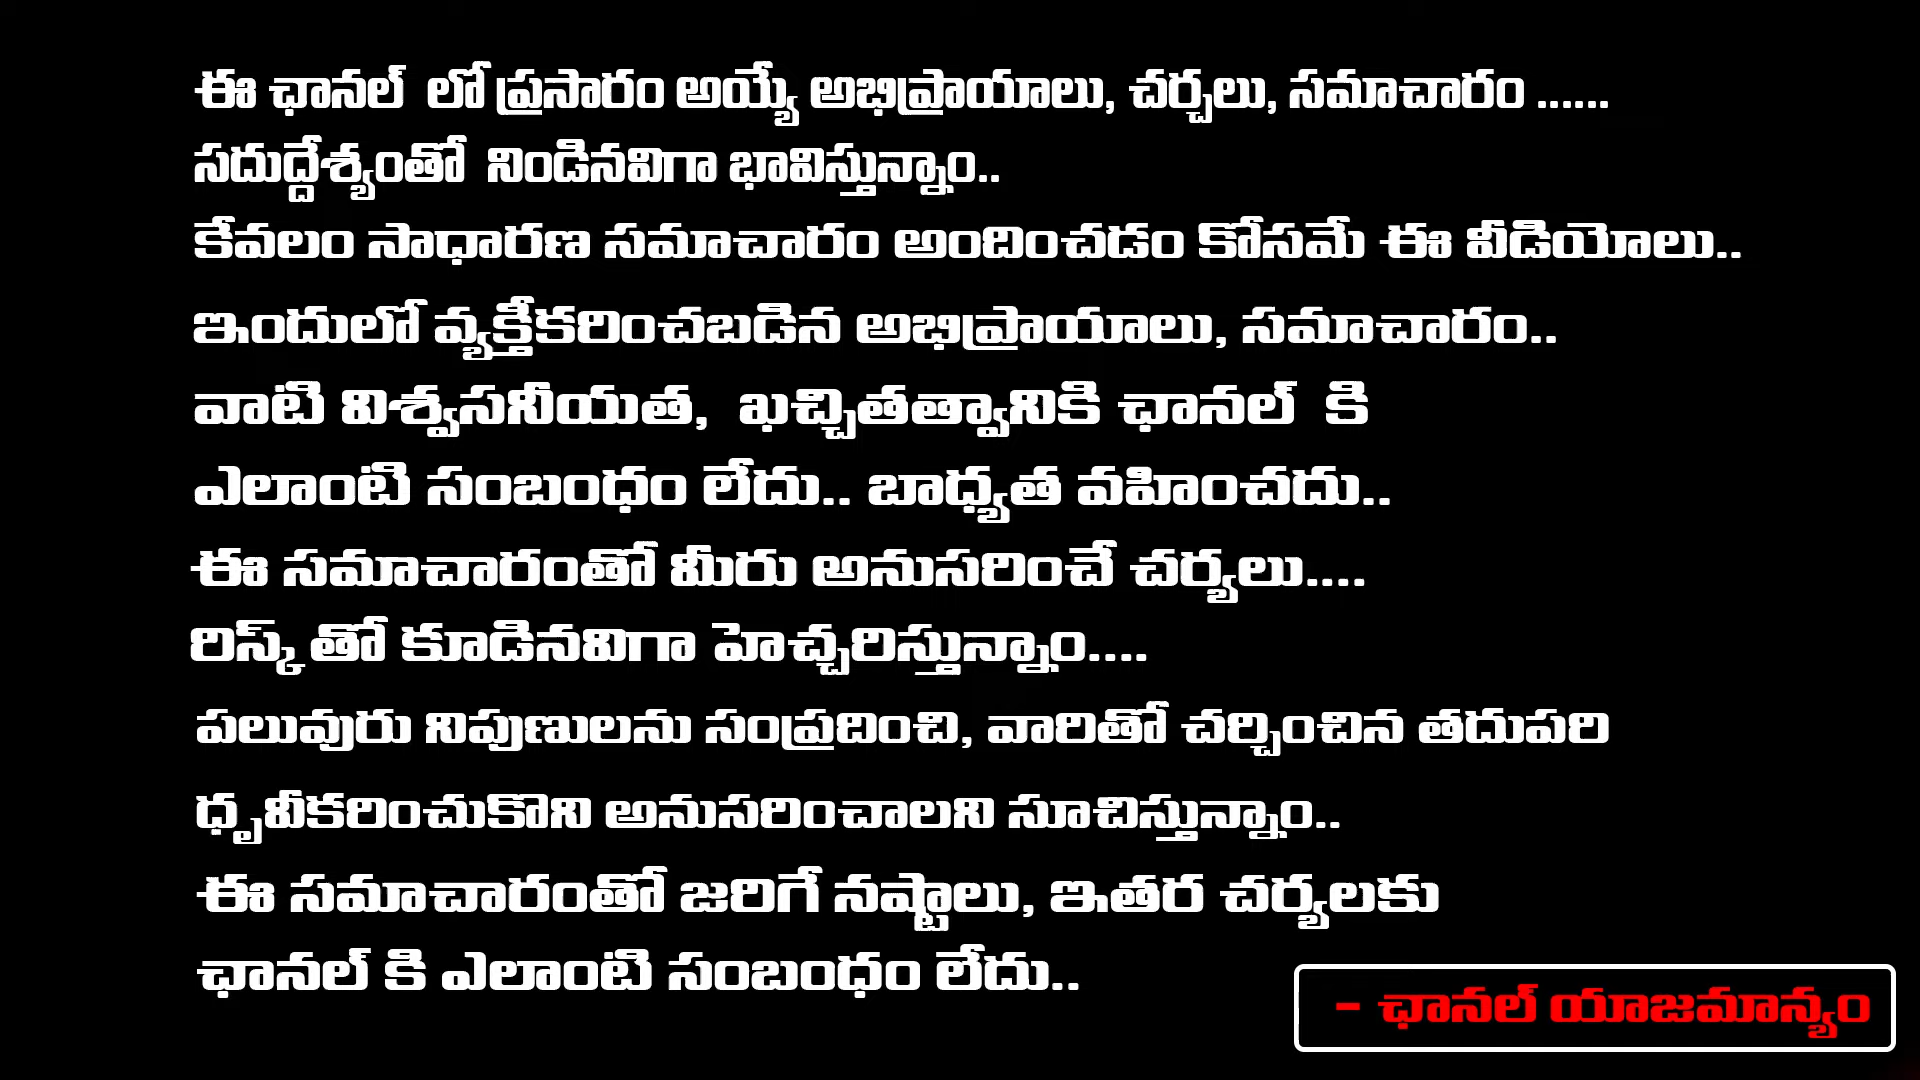 ఈ ఛానల్ లో ప్రసారం అయ్యే అభిప్రాయాలు, చర్చలు, సమాచారం ......
సదుద్దేశ్యంతో నిండినవిగా భావిస్తున్నాం..
కేవలం సాధారణ సమాచారం అందించడం కోసమే ఈ వీడియోలు..
ఇందులో వ్యక్తీకరించబడిన అభిప్రాయాలు, సమాచారం..
వాటి విశ్వసనీయత, ఖచ్చితత్వానికి ఛానల్ కి
ఎలాంటి సంబంధం లేదు.. బాధ్యత వహించదు..
ఈ సమాచారంతో మీరు అనుసరించే చర్యలు....
రిస్క్ తో కూడినవిగా హెచ్చరిస్తున్నాం....
పలువురు నిపుణులను సంప్రదించి, వారితో చర్చించిన తదుపరి
ధృవీకరించుకొని అనుసరించాలని సూచిస్తున్నాం..
ఈ సమాచారంతో జరిగే నష్టాలు, ఇతర చర్యలకు
ఛానల్ కి ఎలాంటి సంబంధం లేదు..
- ఛానల్ యాజమాన్యం